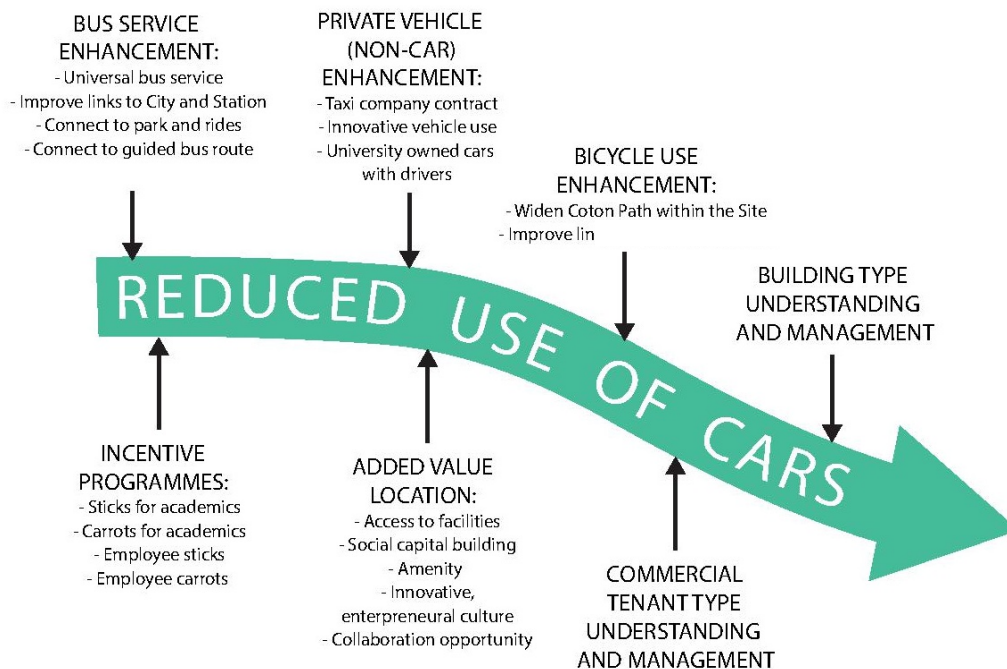 BUS SERVICE
ENHANCEMENT:
- Universal bus service
- Improve links to City and Station
- Connect to park and rides
- Connect to guided bus route
PRIVATE VEHICLE
(NON-CAR)
ENHANCEMENT:
- Taxi company contract
- Innovative vehicle use
- University owned cars
with drivers
BICYCLE USE
ENHANCEMENT:
- Widen Coton Path within the Site
- Improve lin
BUILDING TYPE
UNDERSTANDING
AND MANAGEMENT
REDUCED USE OF CARS
INCENTIVE
PROGRAMMES:
- Sticks for academics
- Carrots for academics
- Employee sticks
- Employee carrots
ADDED VALUE
LOCATION:
- Access to facilities
- Social capital building
- Amenity
- Innovative,
enterpreneural culture
- Collaboration opportunity
COMMERCIAL
TENANT TYPE
UNDERSTANDING
AND MANAGEMENT